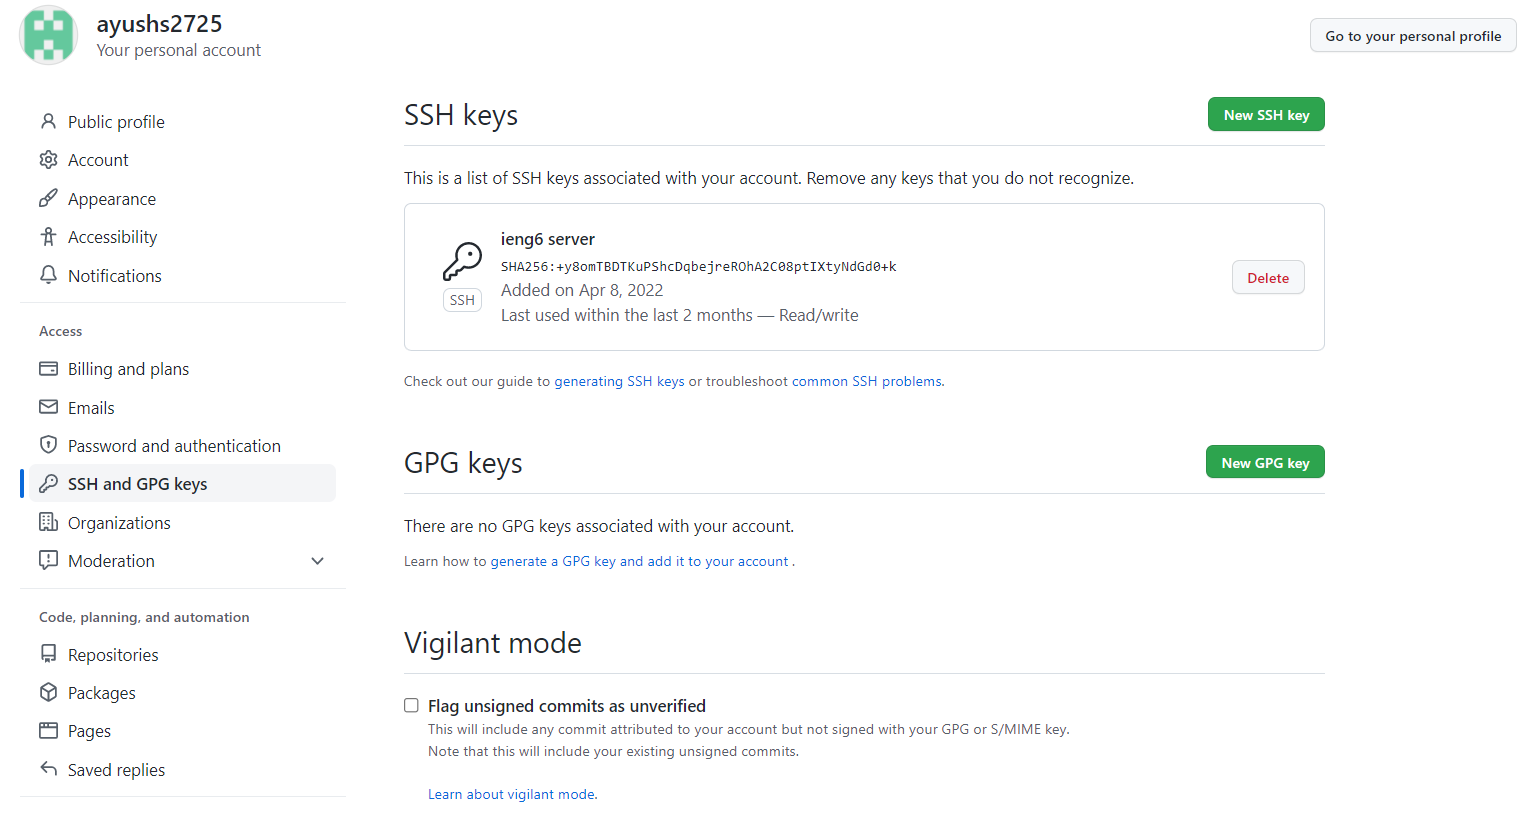 ayushs2725
Your personal account
Go to your personal profile
Public profile
Account
Appearance
Accessibility
Notifications
Access
Billing and plans
Emails
Password and authentication
SSH and GPG keys
Organizations
Moderation
Code, planning, and automation
Repositories
Packages
Pages
Saved replies
SSH keys
New SSH key
This is a list of SSH keys associated with your account. Remove any keys that you do not recognize.
ieng6 server
SHA256:+y8omTBDTKuPShcDqbejreROhA2C08ptIXtyNdGd0+k
Added on Apr 8, 2022
Last used within the last 2 months — Read/write
SSH
Delete
Check out our guide to generating SSH keys or troubleshoot common SSH problems.
GPG keys
New GPG key
There are no GPG keys associated with your account.
Learn how to generate a GPG key and add it to your account .
Vigilant mode
Flag unsigned commits as unverified
This will include any commit attributed to your account but not signed with your GPG or S/MIME key.
Note that this will include your existing unsigned commits.
Learn about vigilant mode.